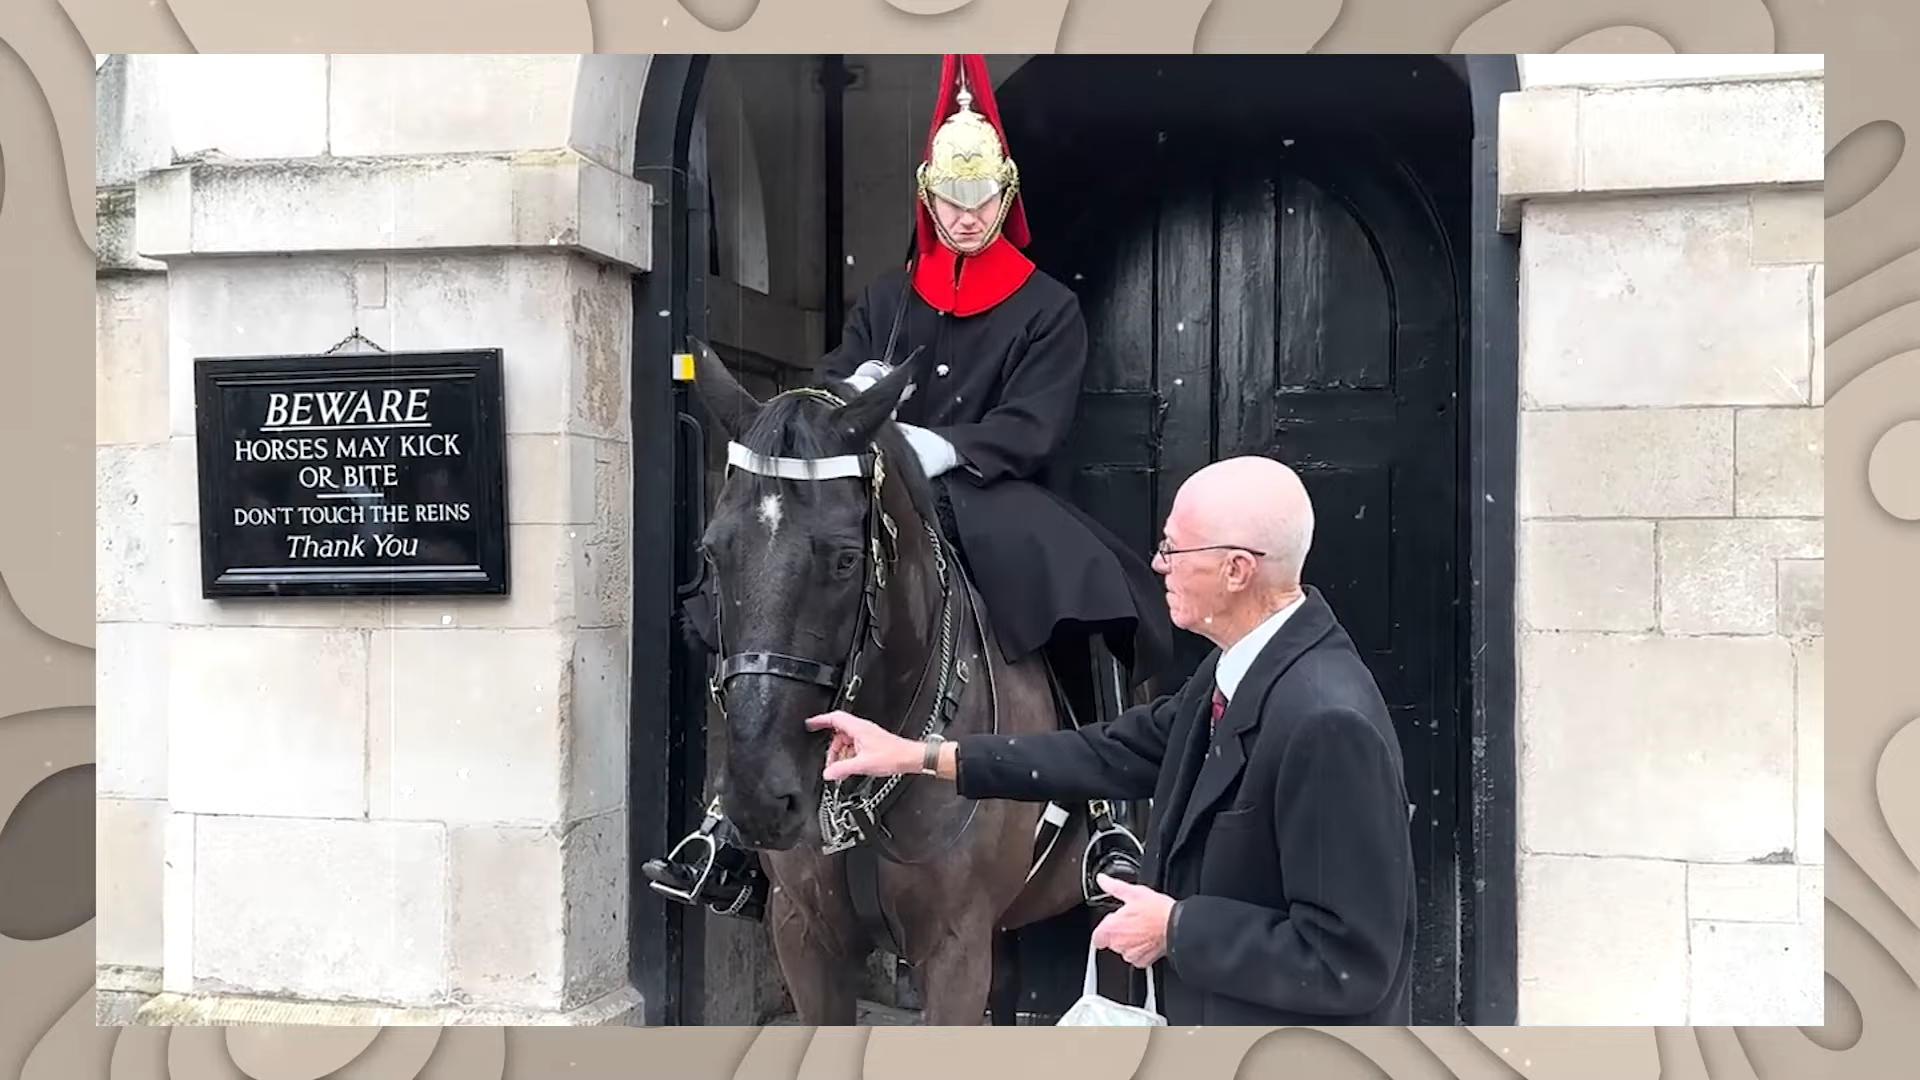 BEWARE
HORSES MAY KICK
OR BITE
DON'T TOUCH THE REINS
Thank You